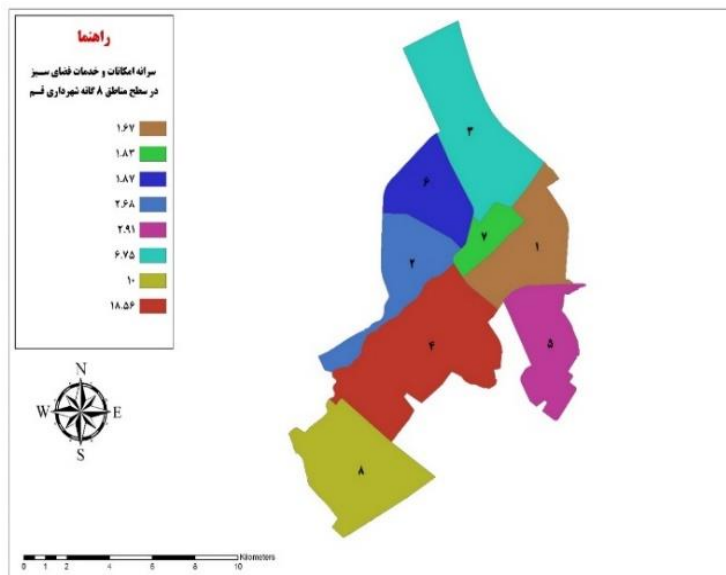 راهنما
سرانه امکانات و خدمات فضای سبز
در سطح مناطق ۸ گانه شهرداری قم
۱.۶۷
۱.۸۳
۱.۸۷
۲.۶۸
۲.۹۱
۶.۷۵
۱۰
۱۸.۵۶
۳
۶
۷
۱
۲
۴
۵
۸
N
W E
S
0 1 2 4 6 8 10 Kilometers